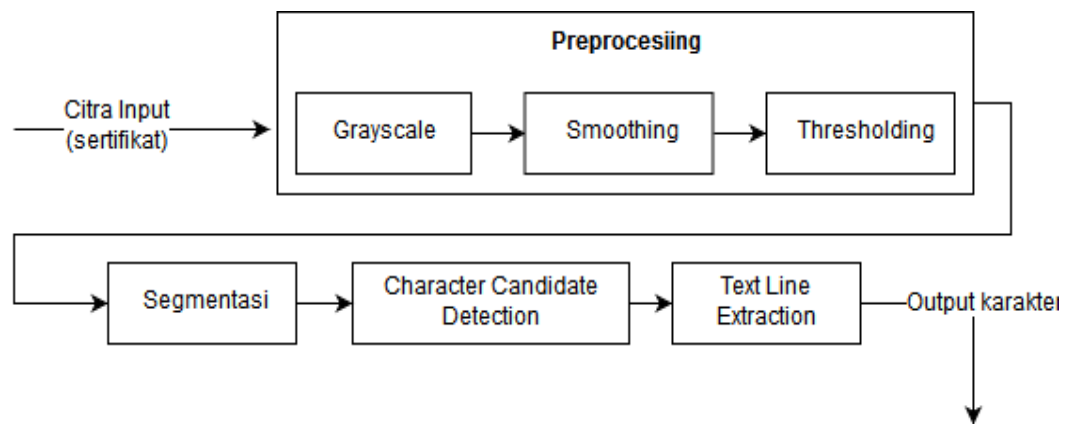 Preprocesiing
Citra Input
(sertifikat)
Grayscale
Smoothing
Thresholding
Segmentasi
Character Candidate
Detection
Text Line
Extraction
Output karakter